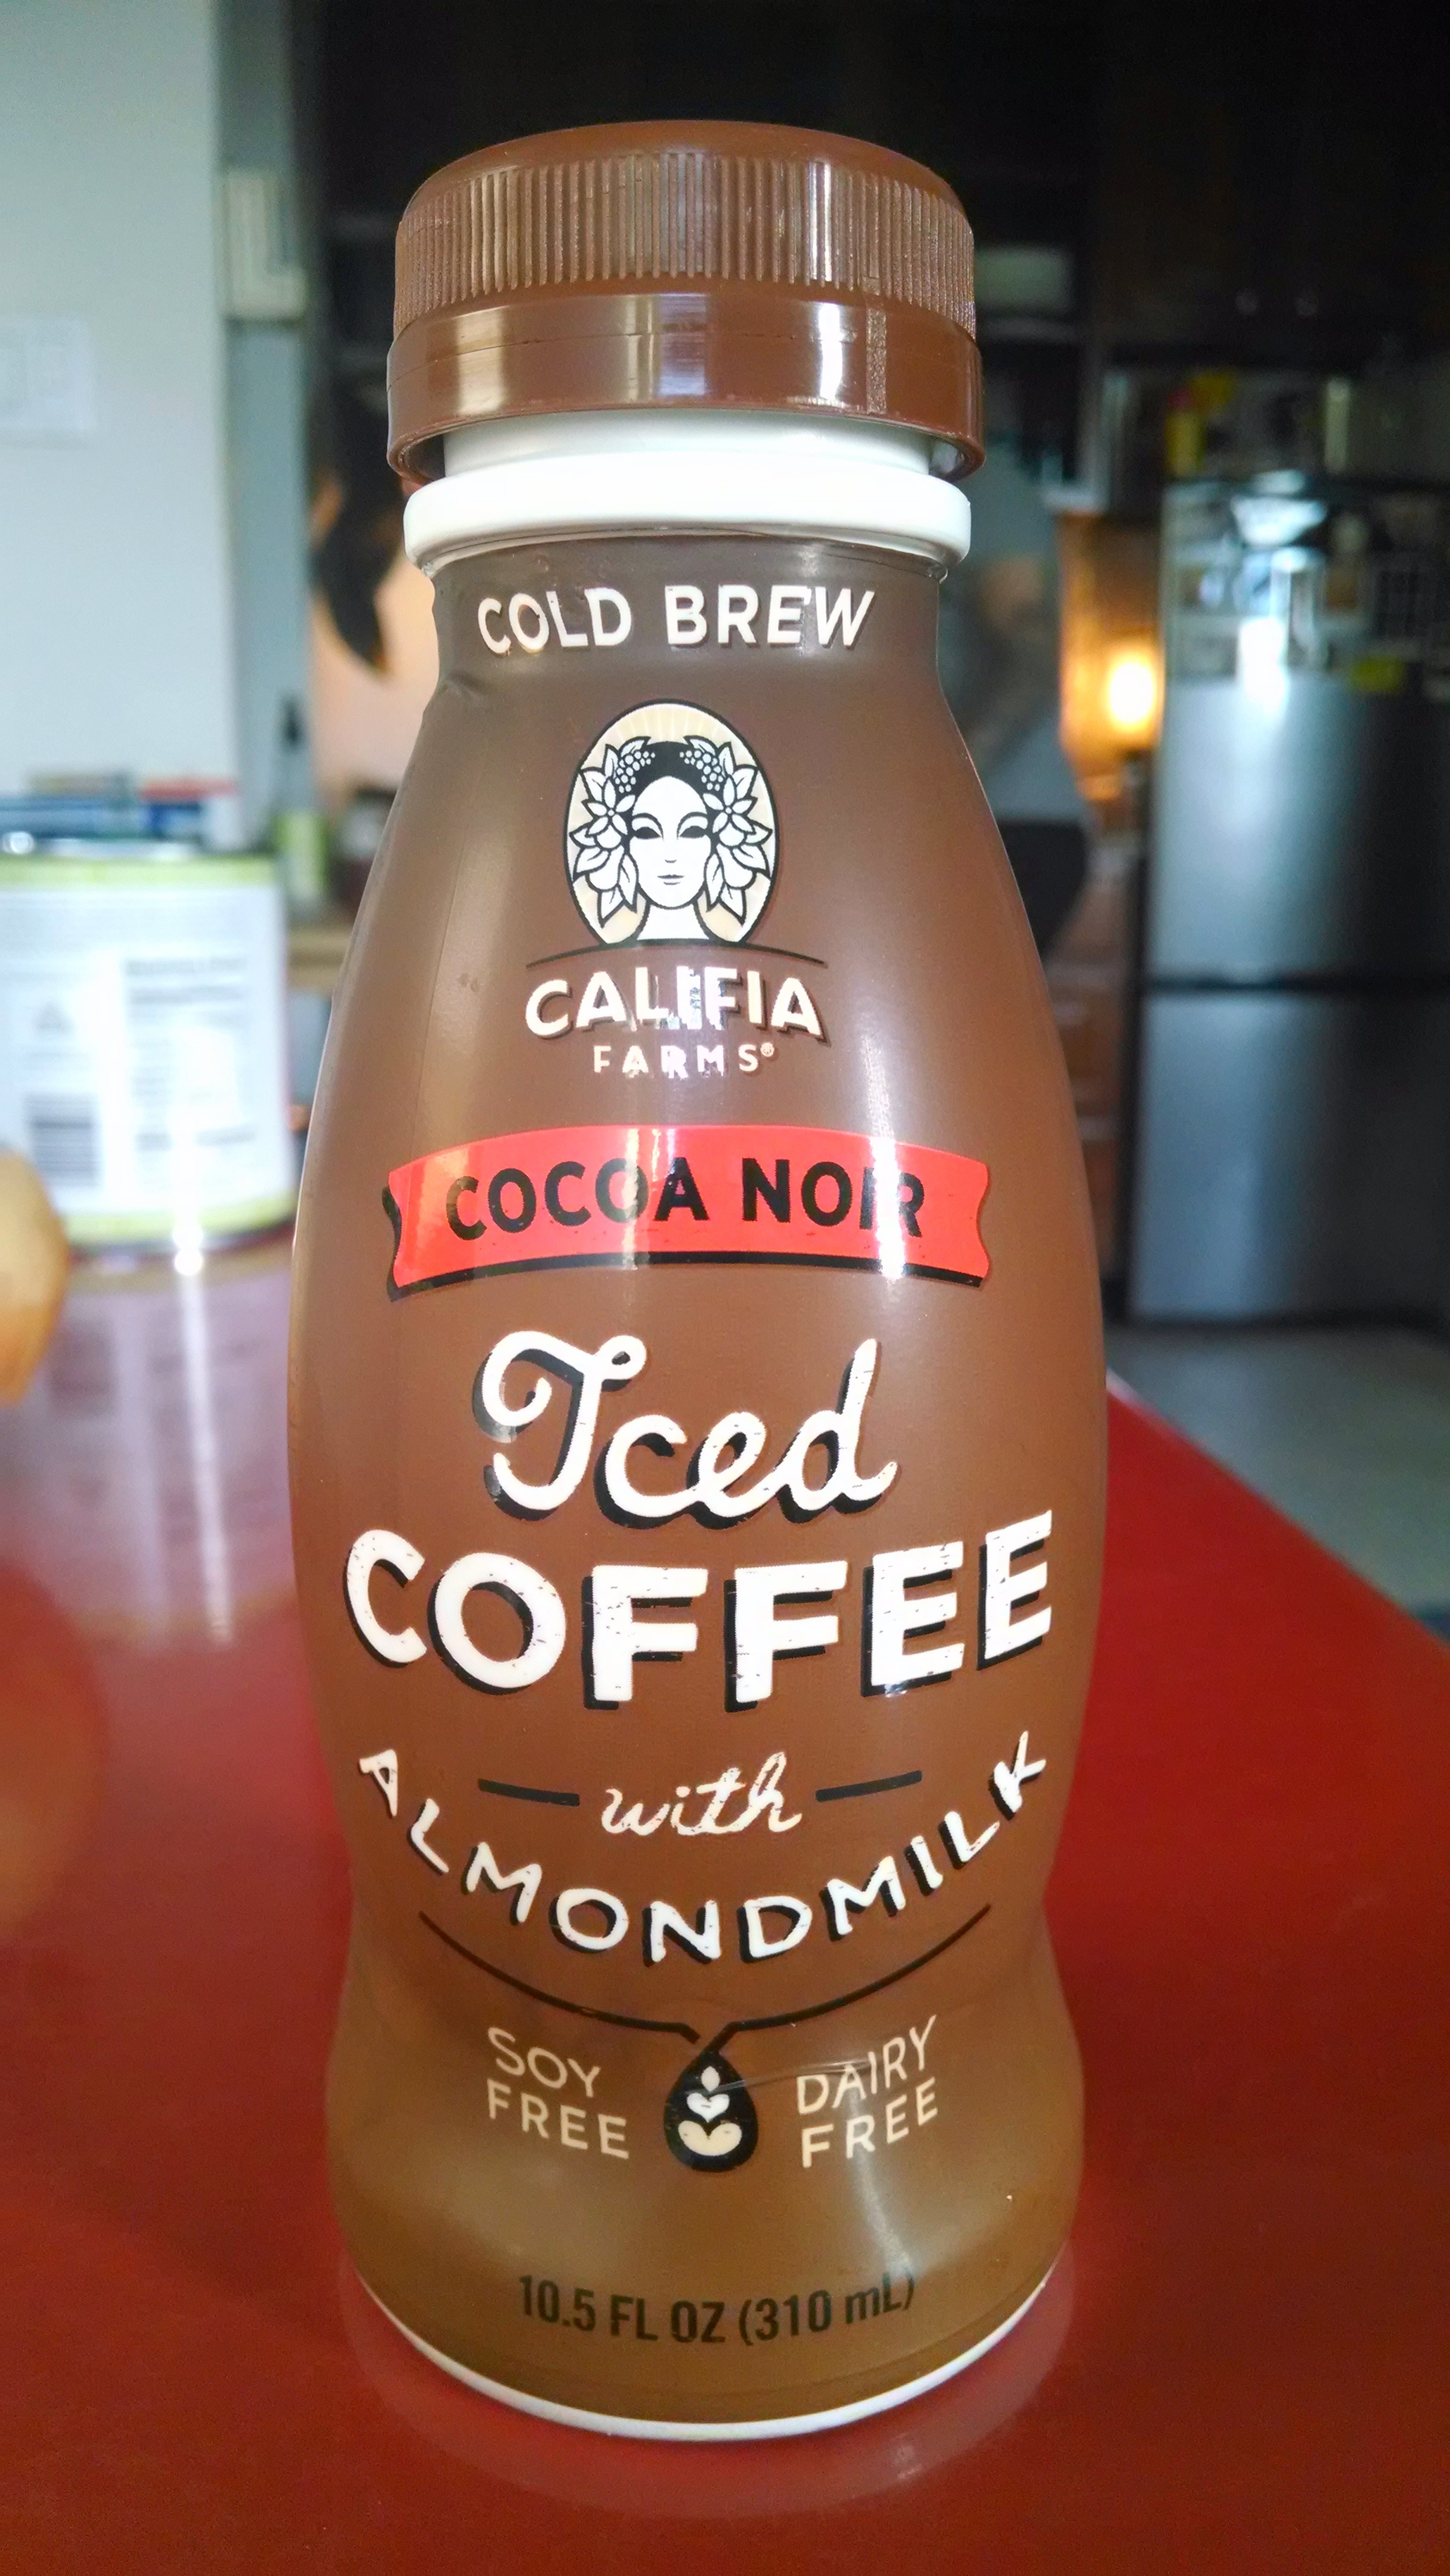 COLD BREW
CALIFIA
FARMS®
COCOA NOIR
Iced
COFFEE
with
ALMONDMILK
SOY
FREE
DAIRY
FREE
10.5 FL OZ (310 mL)